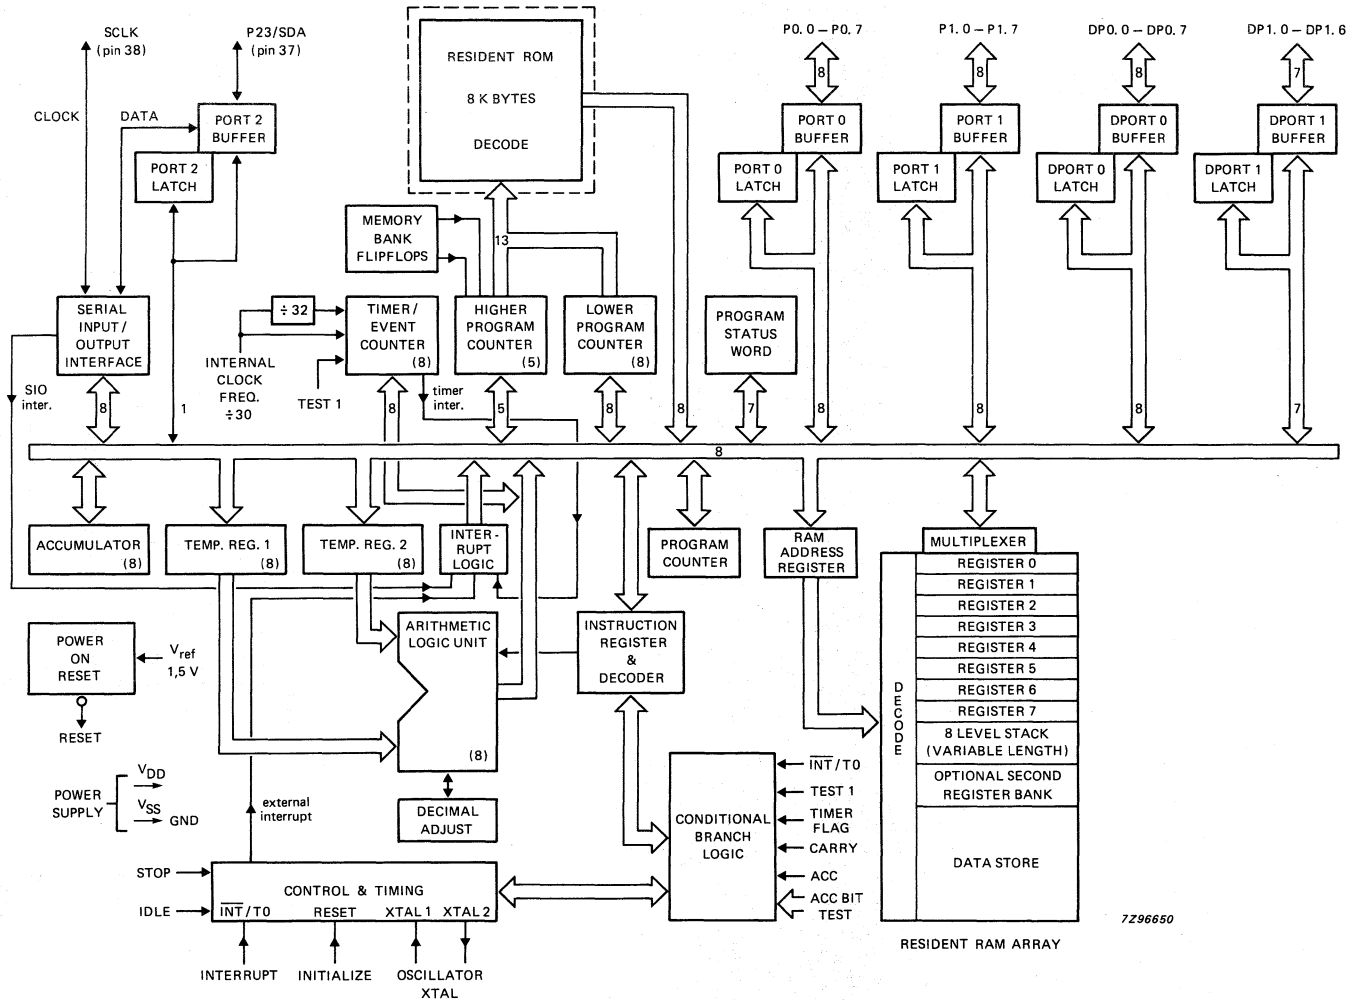 SCLK
(pin 38)
P23/SDA
(pin 37)
CLOCK
DATA
PORT 2
BUFFER
PORT 2
LATCH
RESIDENT ROM
8 K BYTES
DECODE
P0.0 – P0.7
P1.0 – P1.7
DP0.0 – DP0.7
DP1.0 – DP1.6
8
8
8
7
PORT 0
BUFFER
PORT 1
BUFFER
DPORT 0
BUFFER
DPORT 1
BUFFER
PORT 0
LATCH
PORT 1
LATCH
DPORT 0
LATCH
DPORT 1
LATCH
MEMORY
BANK
FLIPFLOPS
13
SERIAL
INPUT /
OUTPUT
INTERFACE
÷ 32
TIMER /
EVENT
COUNTER
(8)
HIGHER
PROGRAM
COUNTER
(5)
LOWER
PROGRAM
COUNTER
(8)
PROGRAM
STATUS
WORD
INTERNAL
CLOCK
FREQ.
÷30
TEST 1
SIO
inter.
timer
inter.
8
1
8
5
8
8
7
8
8
8
7
8
ACCUMULATOR
(8)
TEMP. REG. 1
(8)
TEMP. REG. 2
(8)
INTER -
RUPT
LOGIC
PROGRAM
COUNTER
RAM
ADDRESS
REGISTER
MULTIPLEXER
REGISTER 0
REGISTER 1
REGISTER 2
REGISTER 3
REGISTER 4
REGISTER 5
REGISTER 6
REGISTER 7
8 LEVEL STACK
(VARIABLE LENGTH)
OPTIONAL SECOND
REGISTER BANK
DATA STORE
DECODE
RESIDENT RAM ARRAY
POWER
ON
RESET
Vref
1,5 V
RESET
ARITHMETIC
LOGIC UNIT
(8)
INSTRUCTION
REGISTER
&
DECODER
DECIMAL
ADJUST
POWER
SUPPLY
VDD
VSS
GND
external
interrupt
CONDITIONAL
BRANCH
LOGIC
INT / T0
TEST 1
TIMER
FLAG
CARRY
ACC
ACC BIT
TEST
STOP
IDLE
CONTROL & TIMING
INT / T0
RESET
XTAL 1
XTAL 2
INTERRUPT
INITIALIZE
OSCILLATOR
XTAL
7Z96650